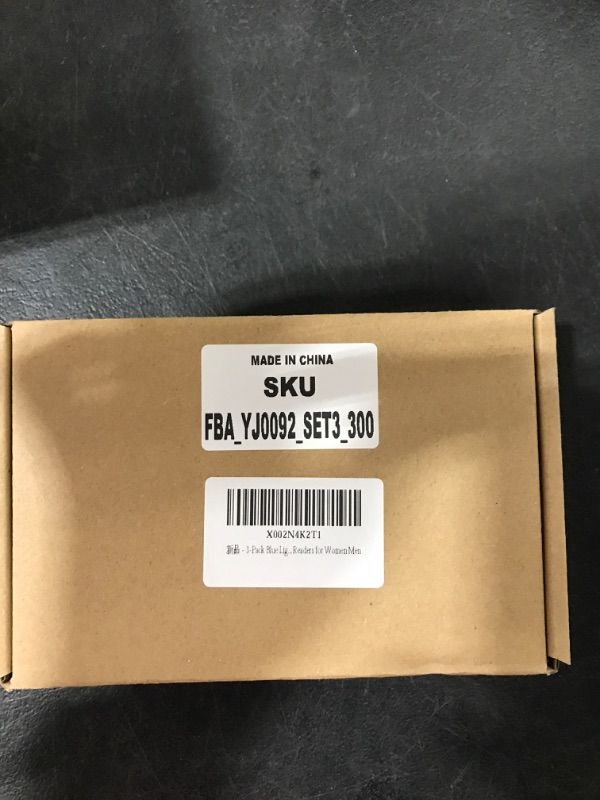 MADE IN CHINA
SKU
FBA_YJ0092_SET3_300
X002N4K2T1
新品 - 3-Pack Blue Lig...Readers for Women Men